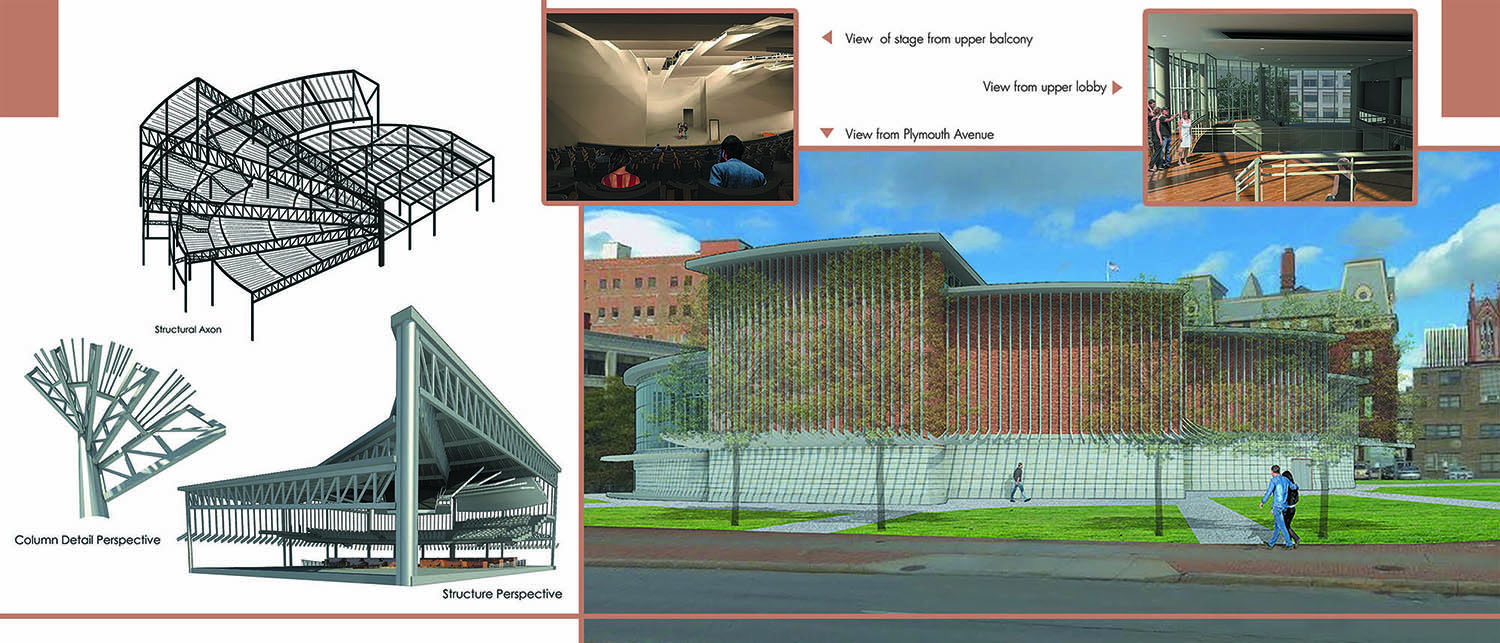 View of stage from upper balcony
View from upper lobby
View from Plymouth Avenue
Structural Axon
Column Detail Perspective
Structure Perspective